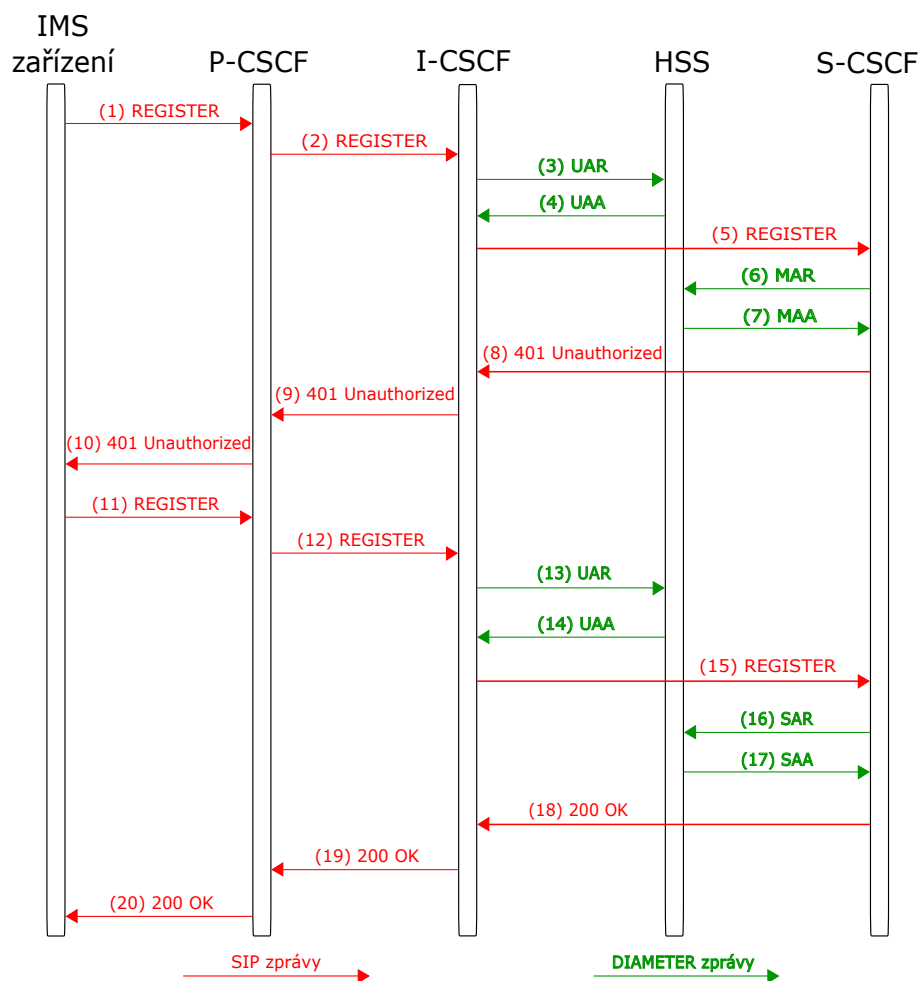 IMS
zařízení P-CSCF I-CSCF HSS S-CSCF
(1) REGISTER
(2) REGISTER
(3) UAR
(4) UAA
(5) REGISTER
(6) MAR
(7) MAA
(8) 401 Unauthorized
(9) 401 Unauthorized
(10) 401 Unauthorized
(11) REGISTER
(12) REGISTER
(13) UAR
(14) UAA
(15) REGISTER
(16) SAR
(17) SAA
(18) 200 OK
(19) 200 OK
(20) 200 OK
SIP zprávy DIAMETER zprávy